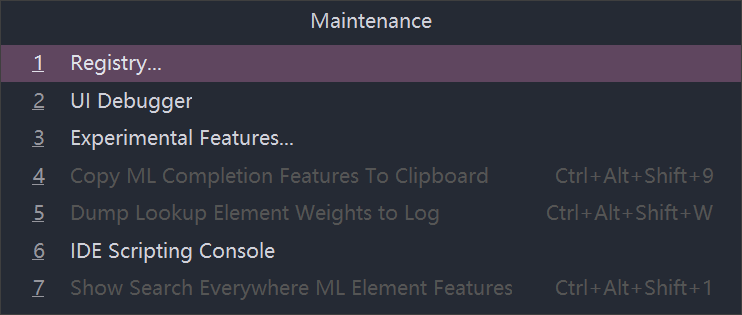 Maintenance
1 Registry...
2 UI Debugger
3 Experimental Features...
4 Copy ML Completion Features To Clipboard Ctrl+Alt+Shift+9
5 Dump Lookup Element Weights to Log Ctrl+Alt+Shift+W
6 IDE Scripting Console
7 Show Search Everywhere ML Element Features Ctrl+Alt+Shift+1